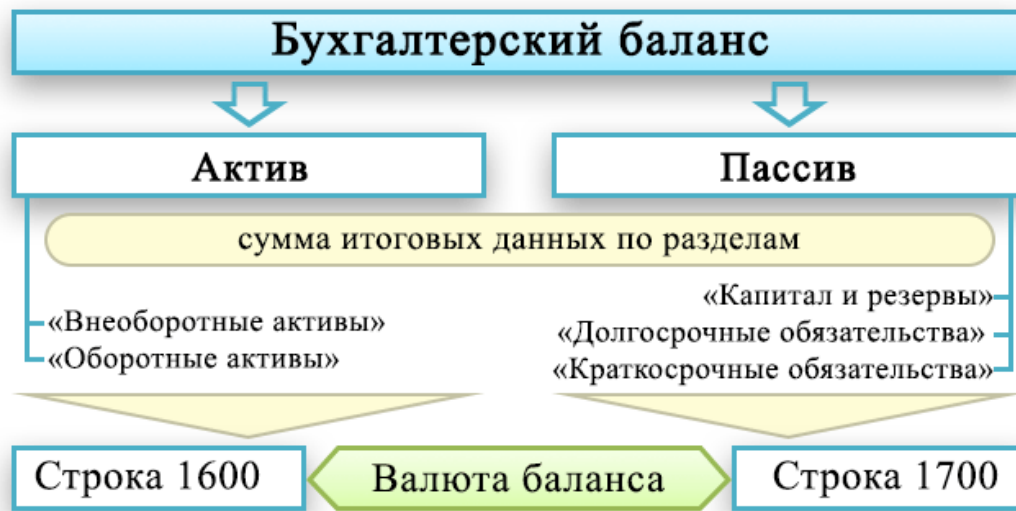 Бухгалтерский баланс
Актив
Пассив
сумма итоговых данных по разделам
«Внеоборотные активы»
«Оборотные активы»
«Капитал и резервы»
«Долгосрочные обязательства»
«Краткосрочные обязательства»
Строка 1600
Валюта баланса
Строка 1700